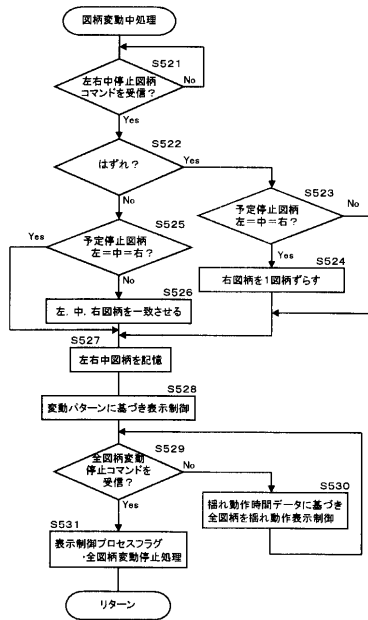 図柄変動中処理
S521
左右中停止図柄
コマンドを受信？
No
Yes
S522
はずれ？
Yes
No
S523
予定停止図柄
左＝中＝右？
No
Yes
S525
予定停止図柄
左＝中＝右？
Yes
No
S524
右図柄を1図柄ずらす
S526
左，中，右図柄を一致させる
S527
左右中図柄を記憶
S528
変動パターンに基づき表示制御
S529
全図柄変動
停止コマンドを
受信？
No
Yes
S530
揺れ動作時間データに基づき
全図柄を揺れ動作表示制御
S531
表示制御プロセスフラグ
・全図柄変動停止処理
リターン